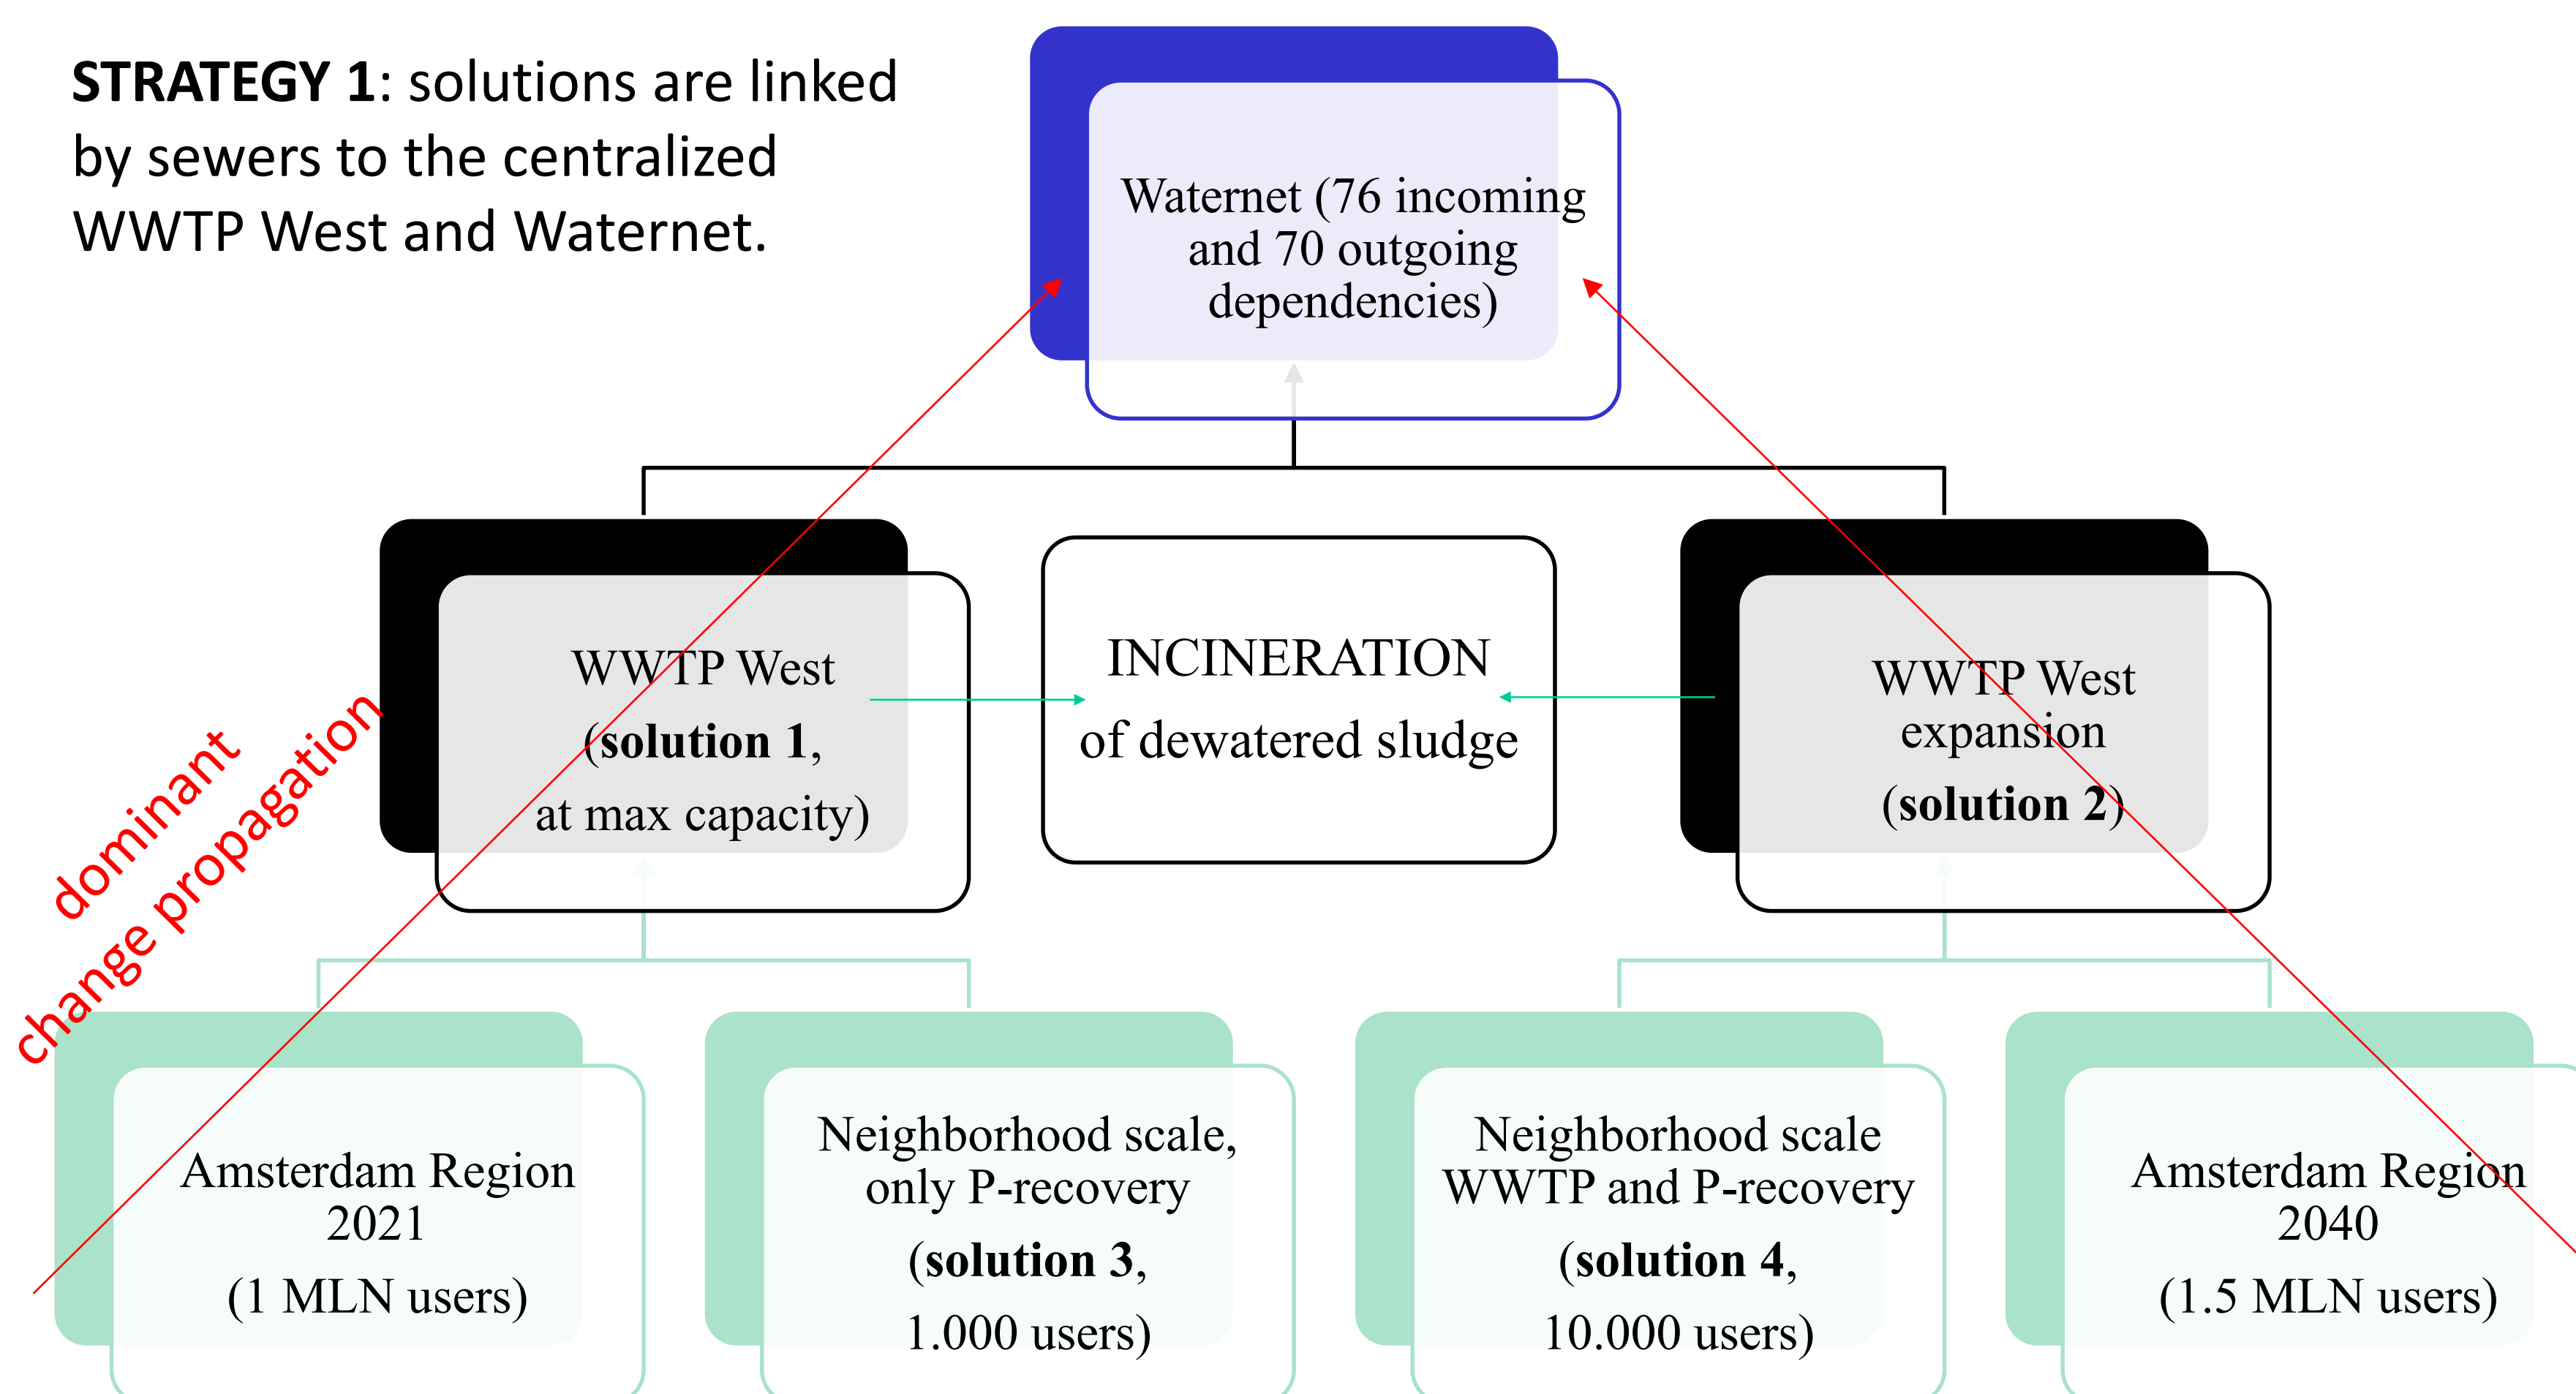 STRATEGY 1: solutions are linked
by sewers to the centralized
WWTP West and Waternet.
Waternet (76 incoming
and 70 outgoing
dependencies)
WWTP West
(solution 1,
at max capacity)
INCINERATION
of dewatered sludge
WWTP West
expansion
(solution 2)
dominant
change propagation
Amsterdam Region
2021
(1 MLN users)
Neighborhood scale,
only P-recovery
(solution 3,
1.000 users)
Neighborhood scale
WWTP and P-recovery
(solution 4,
10.000 users)
Amsterdam Region
2040
(1.5 MLN users)